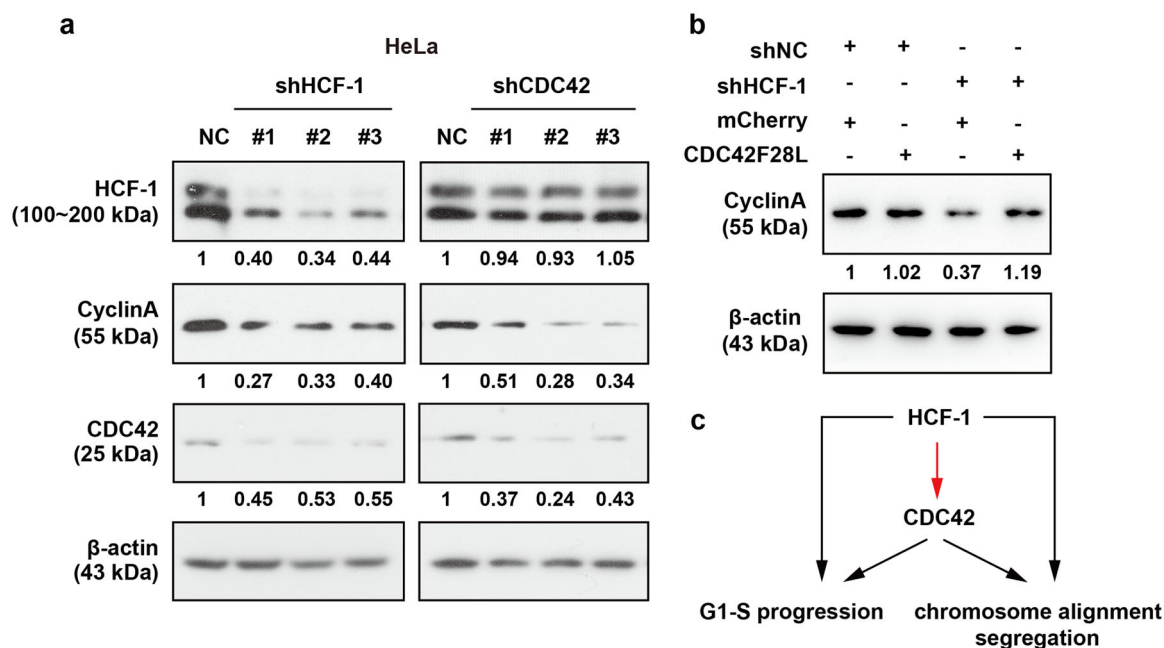 a
HeLa
shHCF-1 shCDC42
NC #1 #2 #3 NC #1 #2 #3
HCF-1
(100~200 kDa)
1 0.40 0.34 0.44 1 0.94 0.93 1.05
CyclinA
(55 kDa)
1 0.27 0.33 0.40 1 0.51 0.28 0.34
CDC42
(25 kDa)
1 0.45 0.53 0.55 1 0.37 0.24 0.43
β-actin
(43 kDa)
b
shNC + + - -
shHCF-1 - - + +
mCherry + - + -
CDC42F28L - + - +
CyclinA
(55 kDa)
1 1.02 0.37 1.19
β-actin
(43 kDa)
c
HCF-1
CDC42
G1-S progression
chromosome alignment
segregation